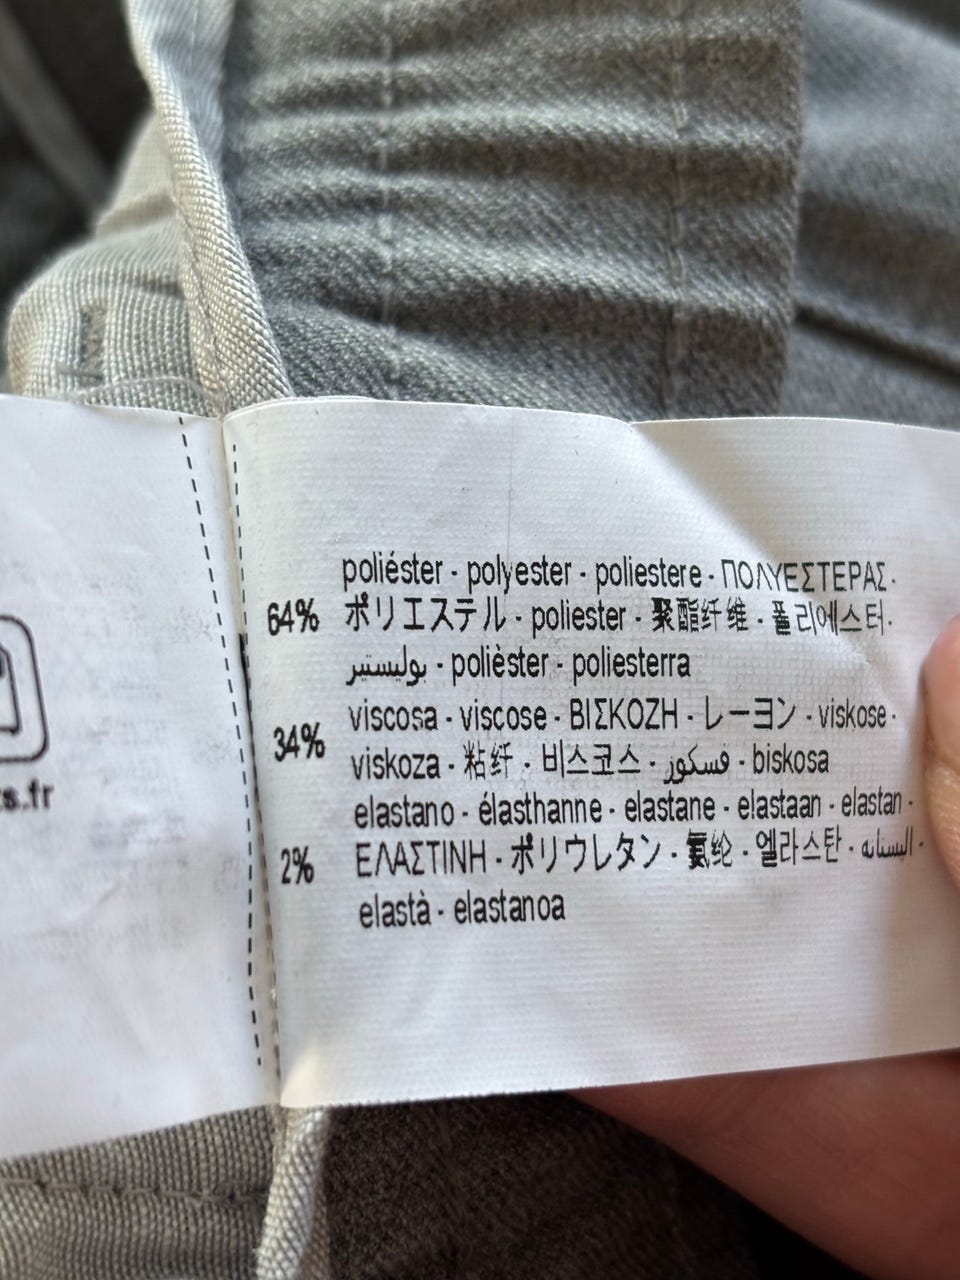 poliéster - polyester - poliestere - ΠΟΛΥΕΣΤΕΡΑΣ -
64% ポリエステル - poliester - 聚酯纤维 - 폴리에스터 -
بوليستير - polièster - poliesterra
viscosa - viscose - ΒΙΣΚΟΖΗ - レーヨン - viskose -
34% viskoza - 粘纤 - 비스코스 - فسكوز - biskosa
elastano - élasthanne - elastane - elastaan - elastan -
2% ΕΛΑΣΤΙΝΗ - ポリウレタン - 氨纶 - 엘라스탄 - اليستانه -
elastà - elastanoa
s.fr